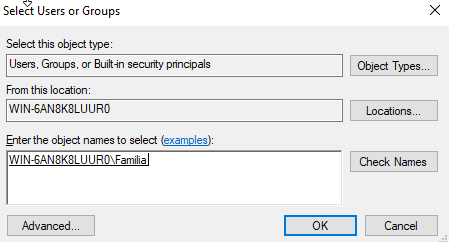 Select Users or Groups
Select this object type:
Users, Groups, or Built-in security principals
Object Types...
From this location:
WIN-6AN8K8LUUR0
Locations...
Enter the object names to select (examples):
WIN-6AN8K8LUUR0\Familia
Check Names
Advanced...
OK
Cancel